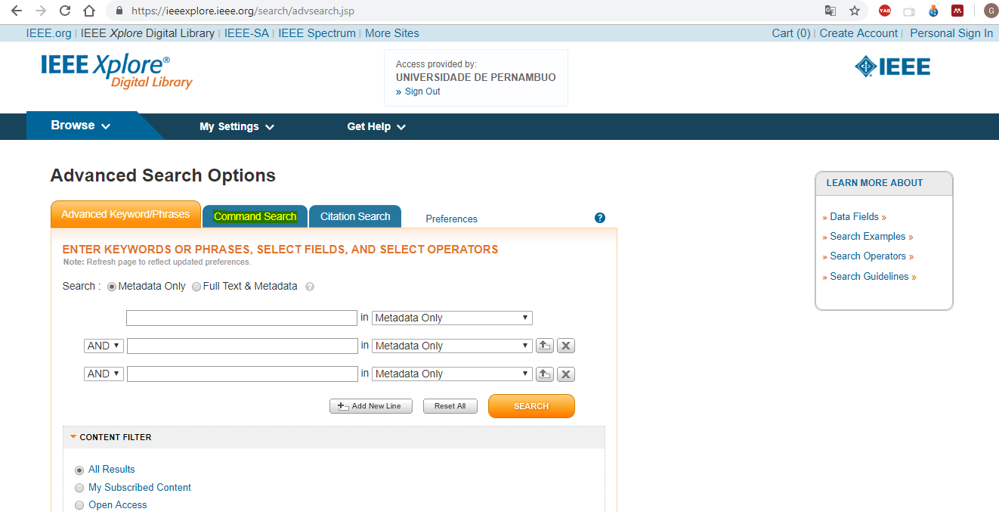 https://ieeexplore.ieee.org/search/advsearch.jsp
YAB
G
IEEE.org | IEEE Xplore Digital Library | IEEE-SA | IEEE Spectrum | More Sites
Cart (0) | Create Account | Personal Sign In
IEEE Xplore®
Digital Library
Access provided by:
UNIVERSIDADE DE PERNAMBUO
» Sign Out
IEEE
Browse
My Settings
Get Help
Advanced Search Options
Advanced Keyword/Phrases
Command Search
Citation Search
Preferences
?
ENTER KEYWORDS OR PHRASES, SELECT FIELDS, AND SELECT OPERATORS
Note: Refresh page to reflect updated preferences.
Search : Metadata Only Full Text & Metadata ?
in Metadata Only
AND in Metadata Only
AND in Metadata Only
Add New Line
Reset All
SEARCH
CONTENT FILTER
All Results
My Subscribed Content
Open Access
LEARN MORE ABOUT
» Data Fields »
» Search Examples »
» Search Operators »
» Search Guidelines »